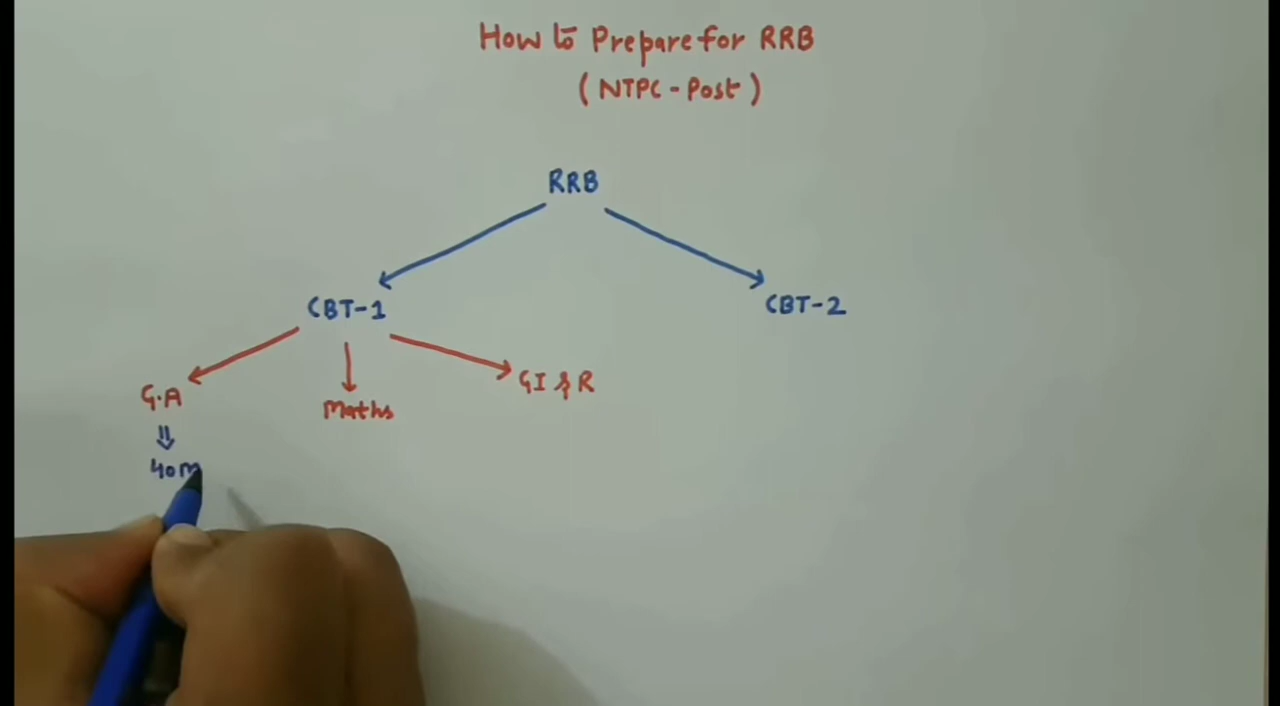 How to Prepare for RRB
(NTPC - Post)
RRB
CBT-1
CBT-2
G.A
Maths
GI & R
40m